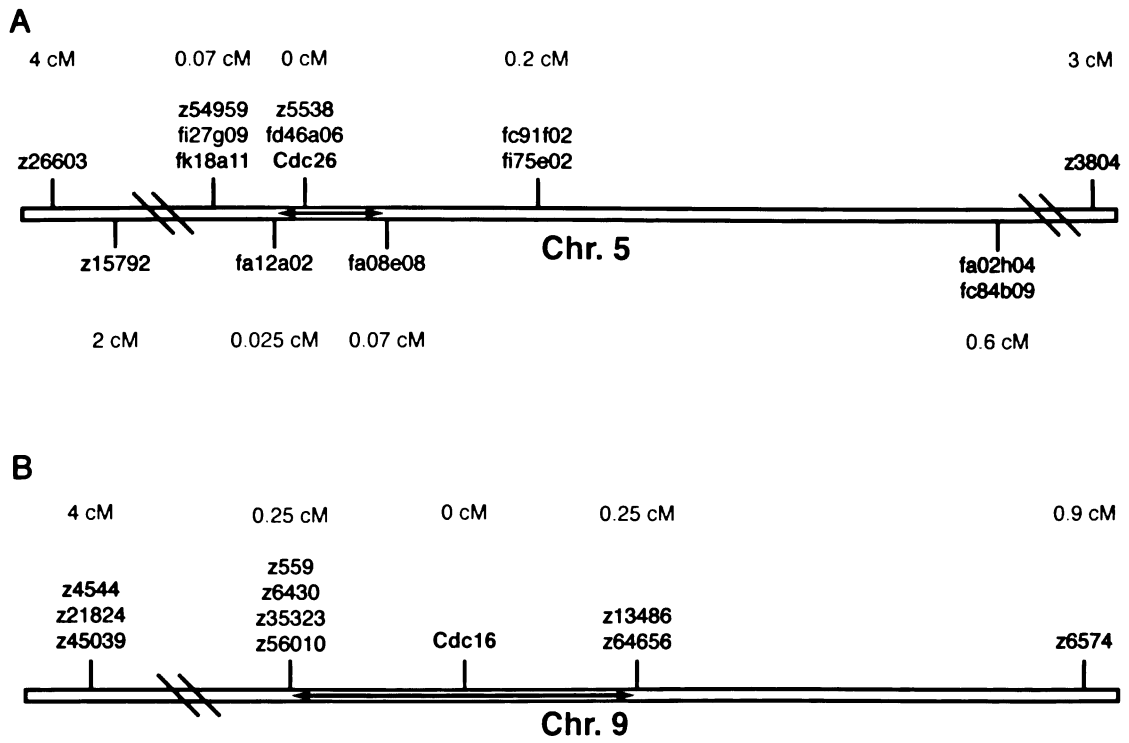 A
4 cM 0.07 cM 0 cM 0.2 cM 3 cM
z54959 z5538
fi27g09 fd46a06 fc91f02
z26603 fk18a11 Cdc26 fi75e02 z3804
Chr. 5
z15792 fa12a02 fa08e08 fa02h04
fc84b09
2 cM 0.025 cM 0.07 cM 0.6 cM
B
4 cM 0.25 cM 0 cM 0.25 cM 0.9 cM
z559
z4544 z6430
z21824 z35323 z13486
z45039 z56010 Cdc16 z64656 z6574
Chr. 9